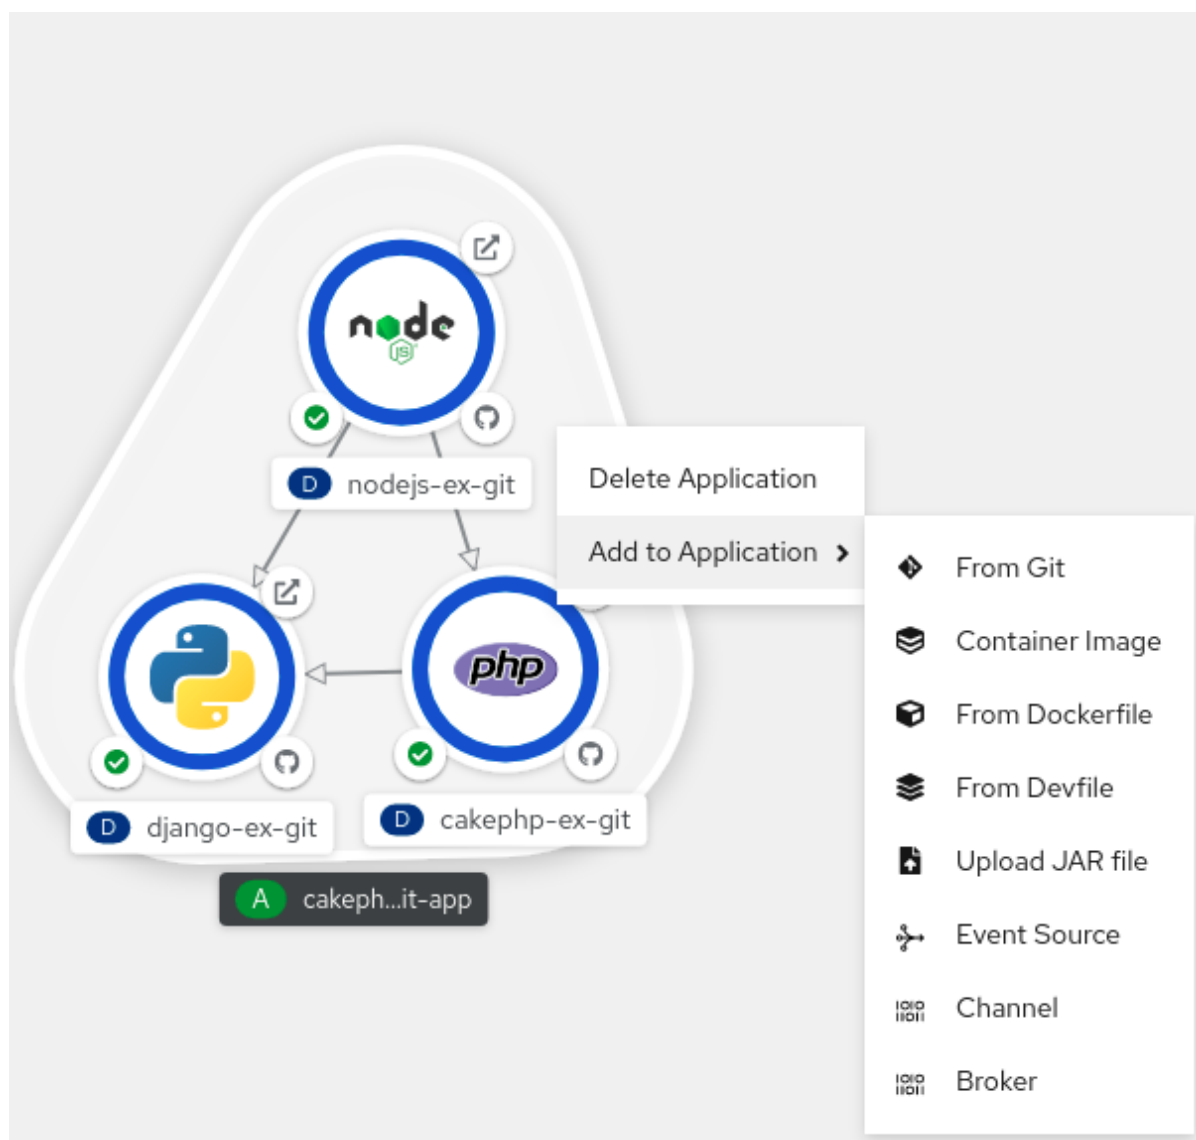 node
JS
D nodejs-ex-git
Delete Application
Add to Application
From Git
Container Image
From Dockerfile
From Devfile
Upload JAR file
Event Source
Channel
Broker
php
D django-ex-git
D cakephp-ex-git
A cakeph...it-app